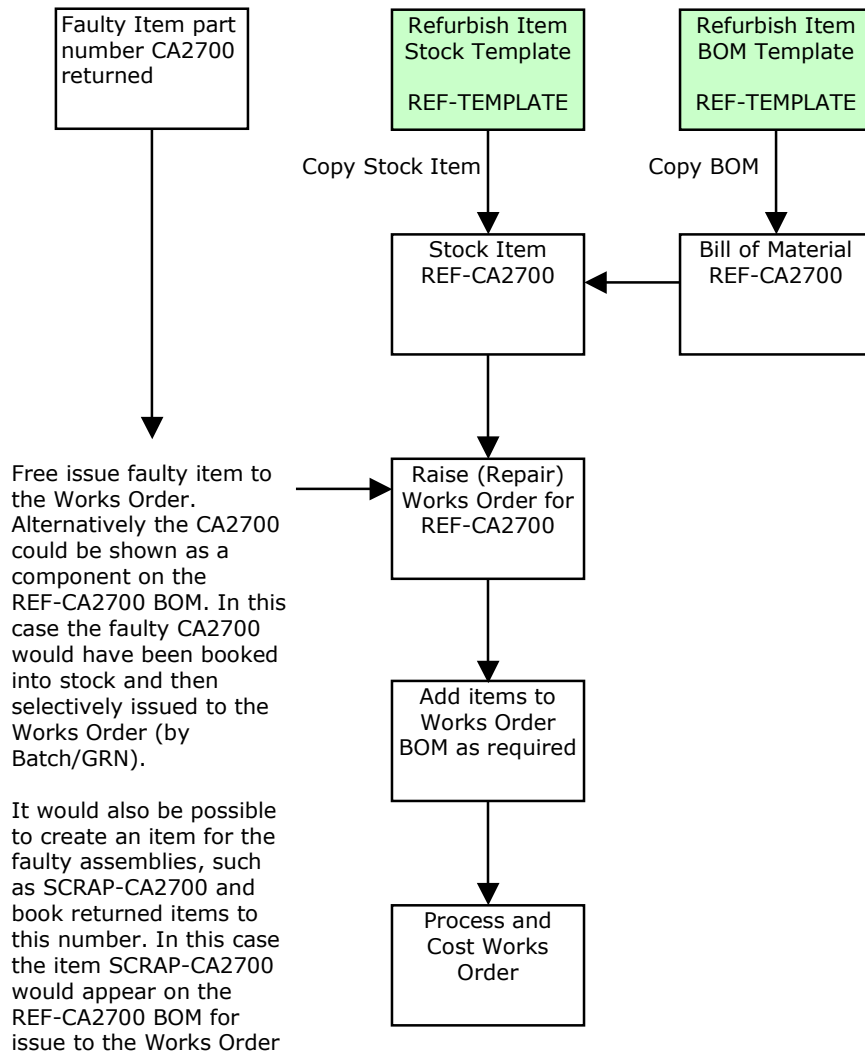 Faulty Item part
number CA2700
returned
Refurbish Item
Stock Template
REF-TEMPLATE
Refurbish Item
BOM Template
REF-TEMPLATE
Copy Stock Item
Copy BOM
Stock Item
REF-CA2700
Bill of Material
REF-CA2700
Free issue faulty item to
the Works Order.
Alternatively the CA2700
could be shown as a
component on the
REF-CA2700 BOM. In this
case the faulty CA2700
would have been booked
into stock and then
selectively issued to the
Works Order (by
Batch/GRN).
It would also be possible
to create an item for the
faulty assemblies, such
as SCRAP-CA2700 and
book returned items to
this number. In this case
the item SCRAP-CA2700
would appear on the
REF-CA2700 BOM for
issue to the Works Order
Raise (Repair)
Works Order for
REF-CA2700
Add items to
Works Order
BOM as required
Process and
Cost Works
Order